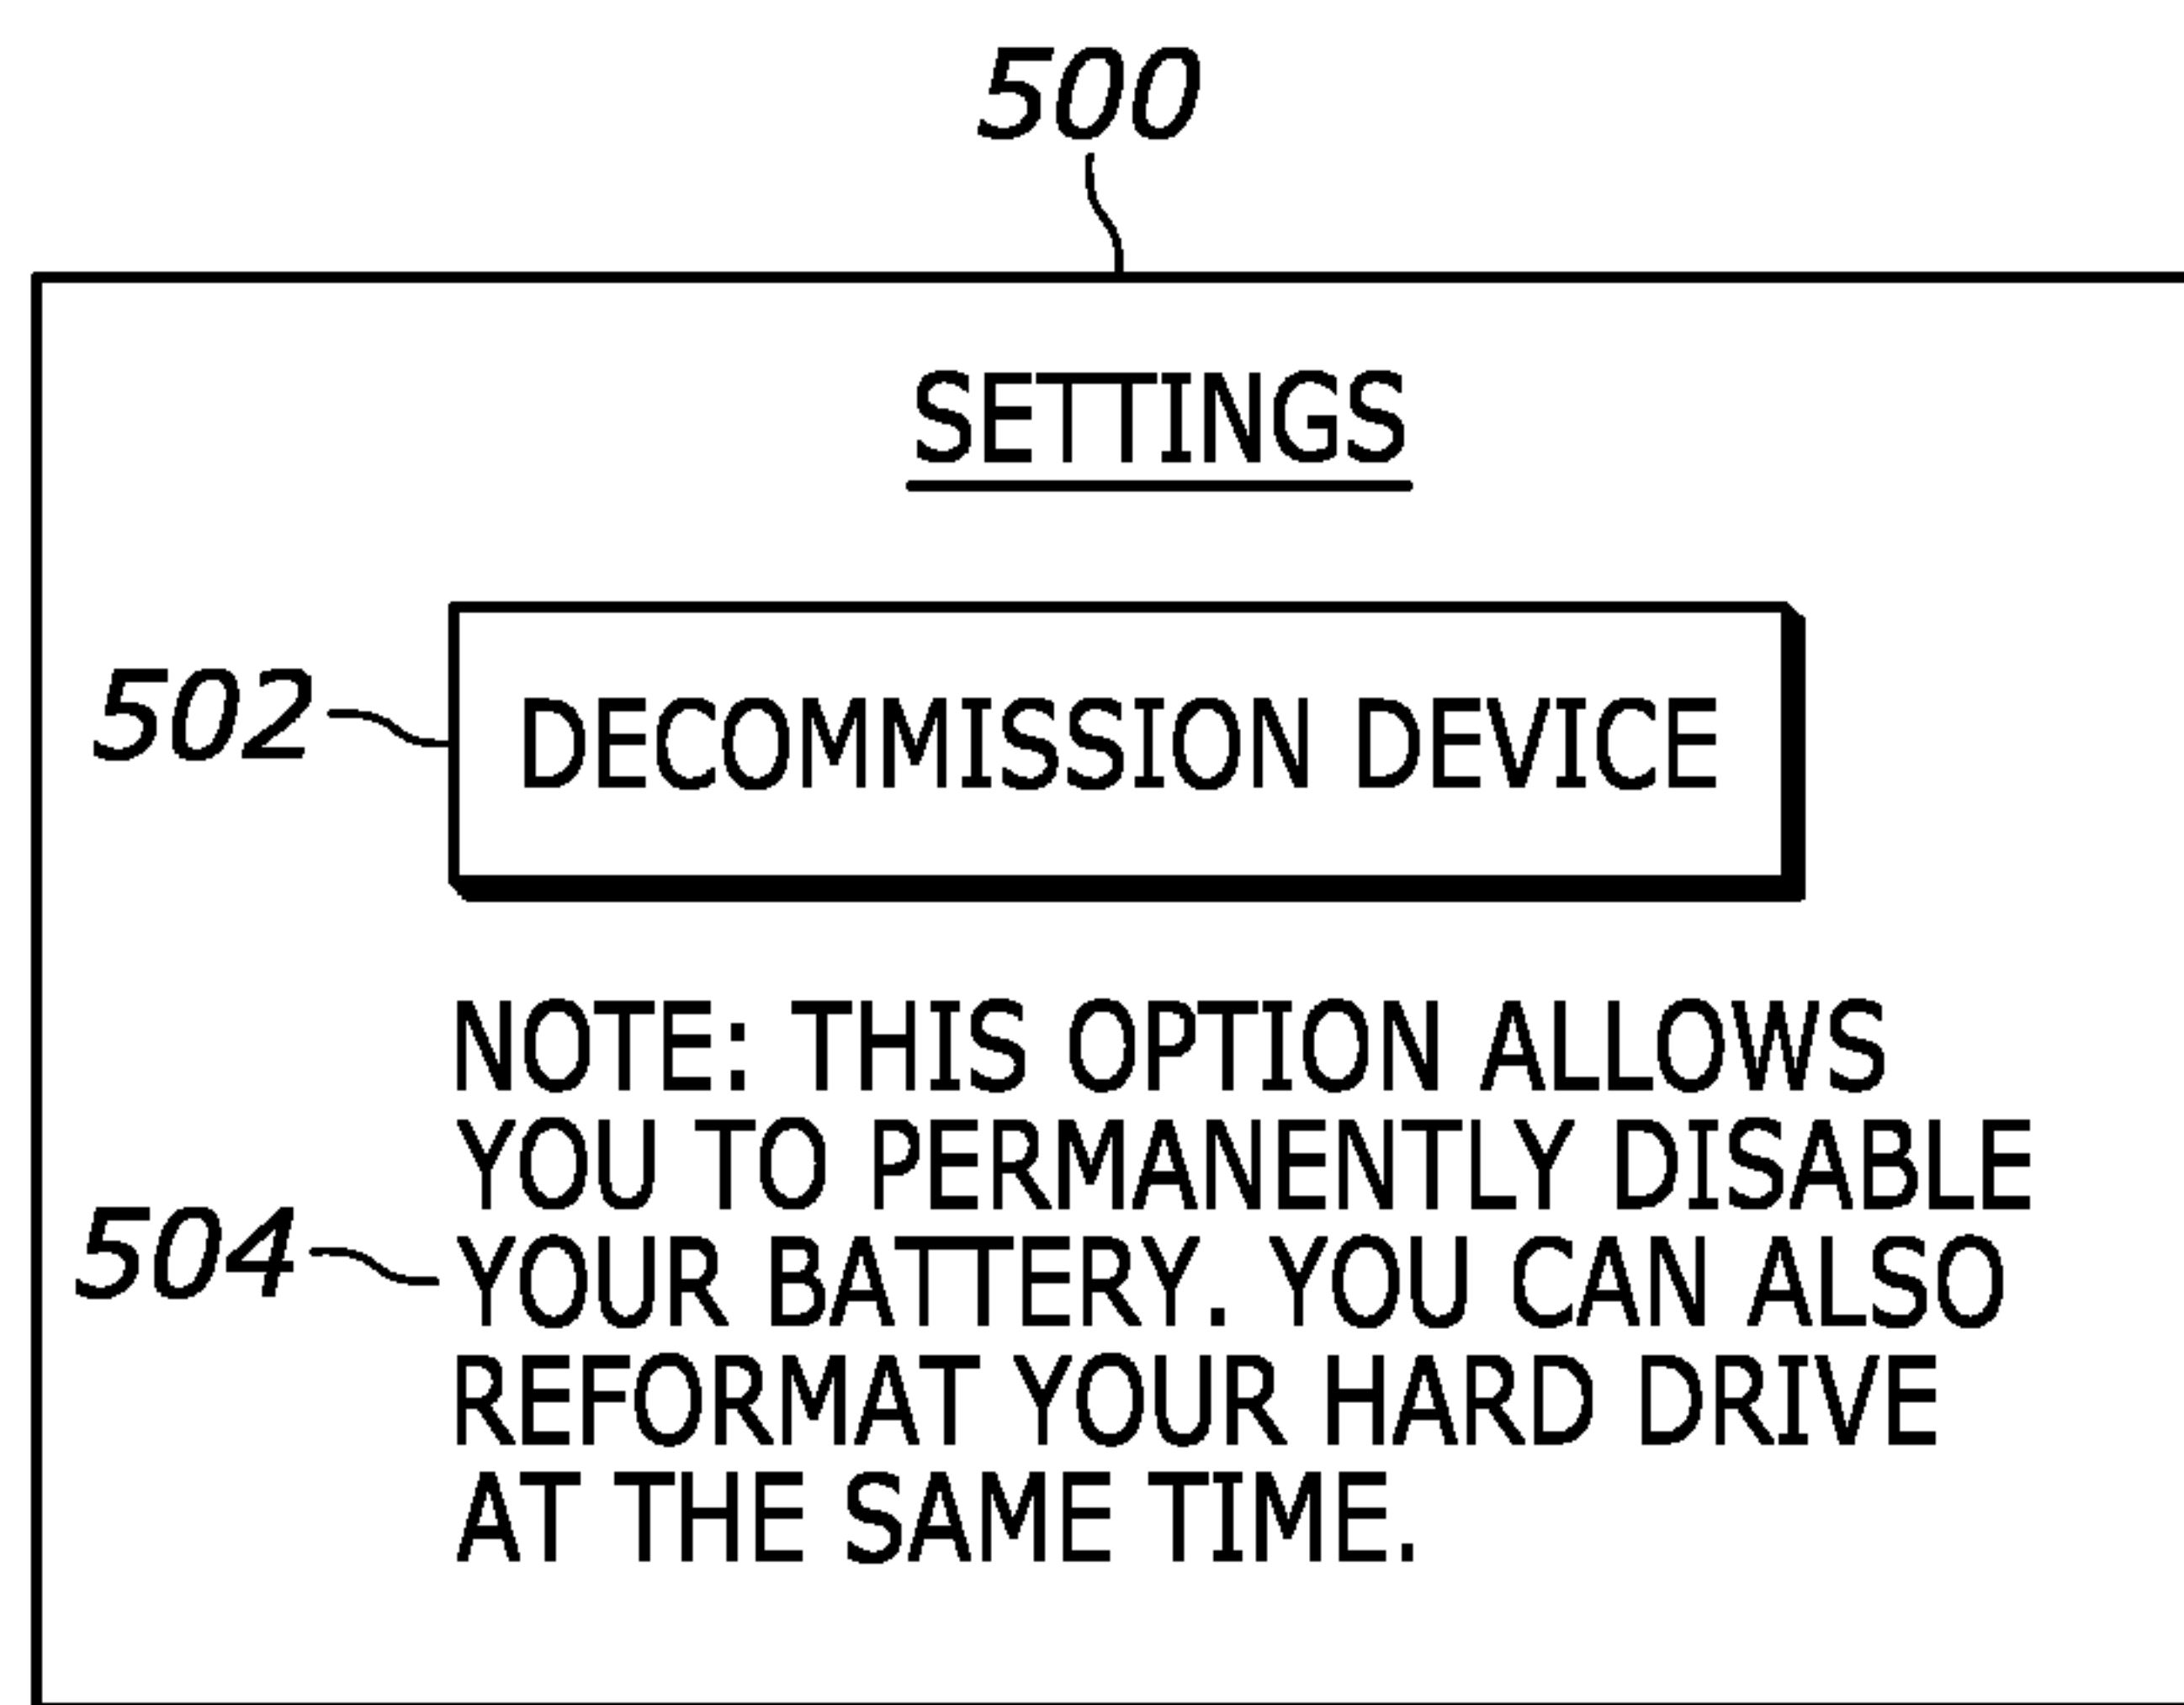 500
SETTINGS
502
DECOMMISSION DEVICE
NOTE: THIS OPTION ALLOWS
YOU TO PERMANENTLY DISABLE
504
YOUR BATTERY. YOU CAN ALSO
REFORMAT YOUR HARD DRIVE
AT THE SAME TIME.